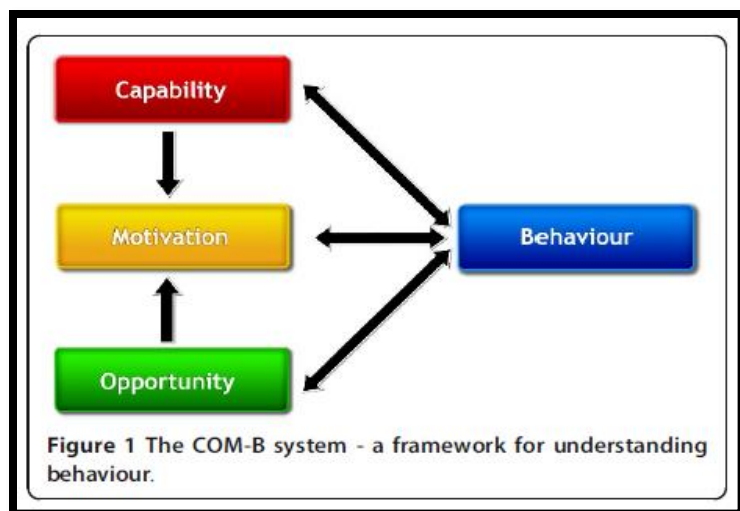 Capability
Motivation
Behaviour
Opportunity
Figure 1 The COM-B system - a framework for understanding
behaviour.